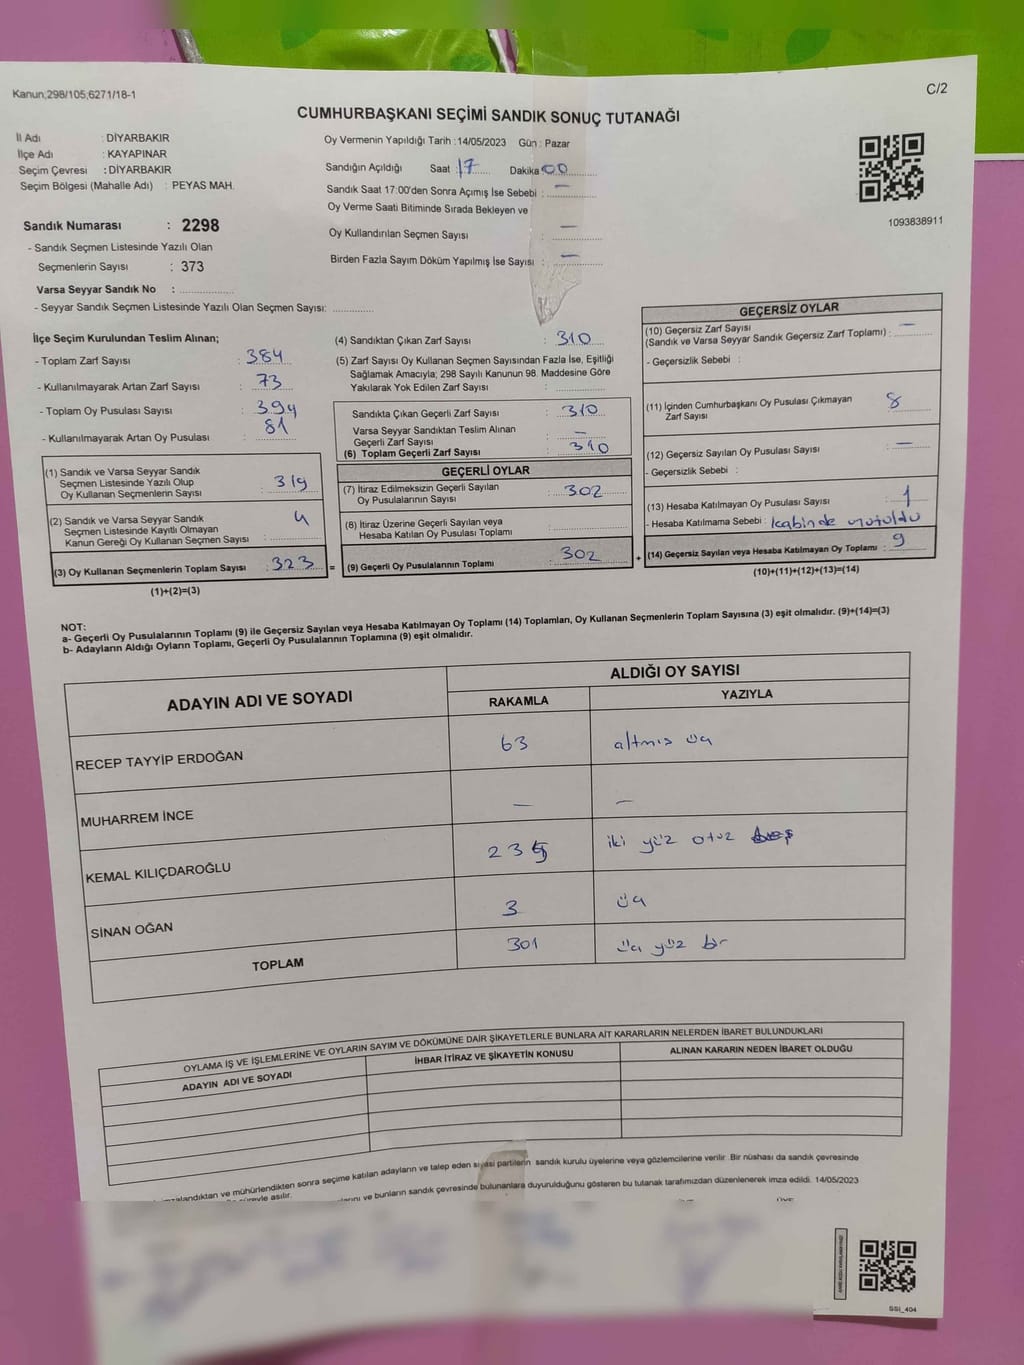 Kanun;298/105;6271/18-1
C/2
CUMHURBAŞKANI SEÇİMİ SANDIK SONUÇ TUTANAĞI
İl Adı : DİYARBAKIR
İlçe Adı : KAYAPINAR
Seçim Çevresi : DİYARBAKIR
Seçim Bölgesi (Mahalle Adı) : PEYAS MAH.
Oy Vermenin Yapıldığı Tarih : 14/05/2023 Gün : Pazar
Sandığın Açıldığı Saat 17 Dakika 00
Sandık Saat 17:00'den Sonra Açımış İse Sebebi : —
Oy Verme Saati Bitiminde Sırada Bekleyen ve
Oy Kullandırılan Seçmen Sayısı : —
Birden Fazla Sayım Döküm Yapılmış İse Sayısı : —
1093838911
Sandık Numarası : 2298
- Sandık Seçmen Listesinde Yazılı Olan
Seçmenlerin Sayısı : 373
Varsa Seyyar Sandık No :
- Seyyar Sandık Seçmen Listesinde Yazılı Olan Seçmen Sayısı:
İlçe Seçim Kurulundan Teslim Alınan;
- Toplam Zarf Sayısı : 384
- Kullanılmayarak Artan Zarf Sayısı : 73
- Toplam Oy Pusulası Sayısı : 394
- Kullanılmayarak Artan Oy Pusulası : 81
(1) Sandık ve Varsa Seyyar Sandık
Seçmen Listesinde Yazılı Olup
Oy Kullanan Seçmenlerin Sayısı : 319
(2) Sandık ve Varsa Seyyar Sandık
Seçmen Listesinde Kayıtlı Olmayan
Kanun Gereği Oy Kullanan Seçmen Sayısı : 4
(3) Oy Kullanan Seçmenlerin Toplam Sayısı : 323
(1)+(2)=(3)
=
(4) Sandıktan Çıkan Zarf Sayısı : 310
(5) Zarf Sayısı Oy Kullanan Seçmen Sayısından Fazla İse, Eşitliği
Sağlamak Amacıyla; 298 Sayılı Kanunun 98. Maddesine Göre
Yakılarak Yok Edilen Zarf Sayısı :
Sandıkta Çıkan Geçerli Zarf Sayısı : 310
Varsa Seyyar Sandıktan Teslim Alınan
Geçerli Zarf Sayısı : —
(6) Toplam Geçerli Zarf Sayısı : 310
GEÇERLİ OYLAR
(7) İtiraz Edilmeksizin Geçerli Sayılan
Oy Pusulalarının Sayısı : 302
(8) İtiraz Üzerine Geçerli Sayılan veya
Hesaba Katılan Oy Pusulası Toplamı :
(9) Geçerli Oy Pusulalarının Toplamı : 302
+
GEÇERSİZ OYLAR
(10) Geçersiz Zarf Sayısı
(Sandık ve Varsa Seyyar Sandık Geçersiz Zarf Toplamı) : —
- Geçersizlik Sebebi :
(11) İçinden Cumhurbaşkanı Oy Pusulası Çıkmayan
Zarf Sayısı : 8
(12) Geçersiz Sayılan Oy Pusulası Sayısı : —
- Geçersizlik Sebebi :
(13) Hesaba Katılmayan Oy Pusulası Sayısı : 1
- Hesaba Katılmama Sebebi : kabinde unutuldu
(14) Geçersiz Sayılan veya Hesaba Katılmayan Oy Toplamı : 9
(10)+(11)+(12)+(13)=(14)
NOT:
a- Geçerli Oy Pusulalarının Toplamı (9) ile Geçersiz Sayılan veya Hesaba Katılmayan Oy Toplamı (14) Toplamları, Oy Kullanan Seçmenlerin Toplam Sayısına (3) eşit olmalıdır. (9)+(14)=(3)
b- Adayların Aldığı Oyların Toplamı, Geçerli Oy Pusulalarının Toplamına (9) eşit olmalıdır.
ADAYIN ADI VE SOYADI
ALDIĞI OY SAYISI
RAKAMLA YAZIYLA
RECEP TAYYİP ERDOĞAN 63 altmış üç
MUHARREM İNCE — —
KEMAL KILIÇDAROĞLU 235 iki yüz otuz beş
SİNAN OĞAN 3 üç
TOPLAM 301 üç yüz bir
OYLAMA İŞ VE İŞLEMLERİNE VE OYLARIN SAYIM VE DÖKÜMÜNE DAİR ŞİKAYETLERLE BUNLARA AİT KARARLARIN NELERDEN İBARET BULUNDUKLARI
ADAYIN ADI VE SOYADI İHBAR İTİRAZ VE ŞİKAYETİN KONUSU ALINAN KARARIN NEDEN İBARET OLDUĞU
mzalandıktan ve mühürlendikten sonra seçime katılan adayların ve talep eden siyasi partilerin sandık kurulu üyelerine veya gözlemcilerine verilir. Bir nüshası da sandık çevresinde
süreyle asılır.
larını ve bunların sandık çevresinde bulunanlara duyurulduğunu gösteren bu tutanak tarafımızdan düzenlenerek imza edildi. 14/05/2023
ÜYE
SSİ_404